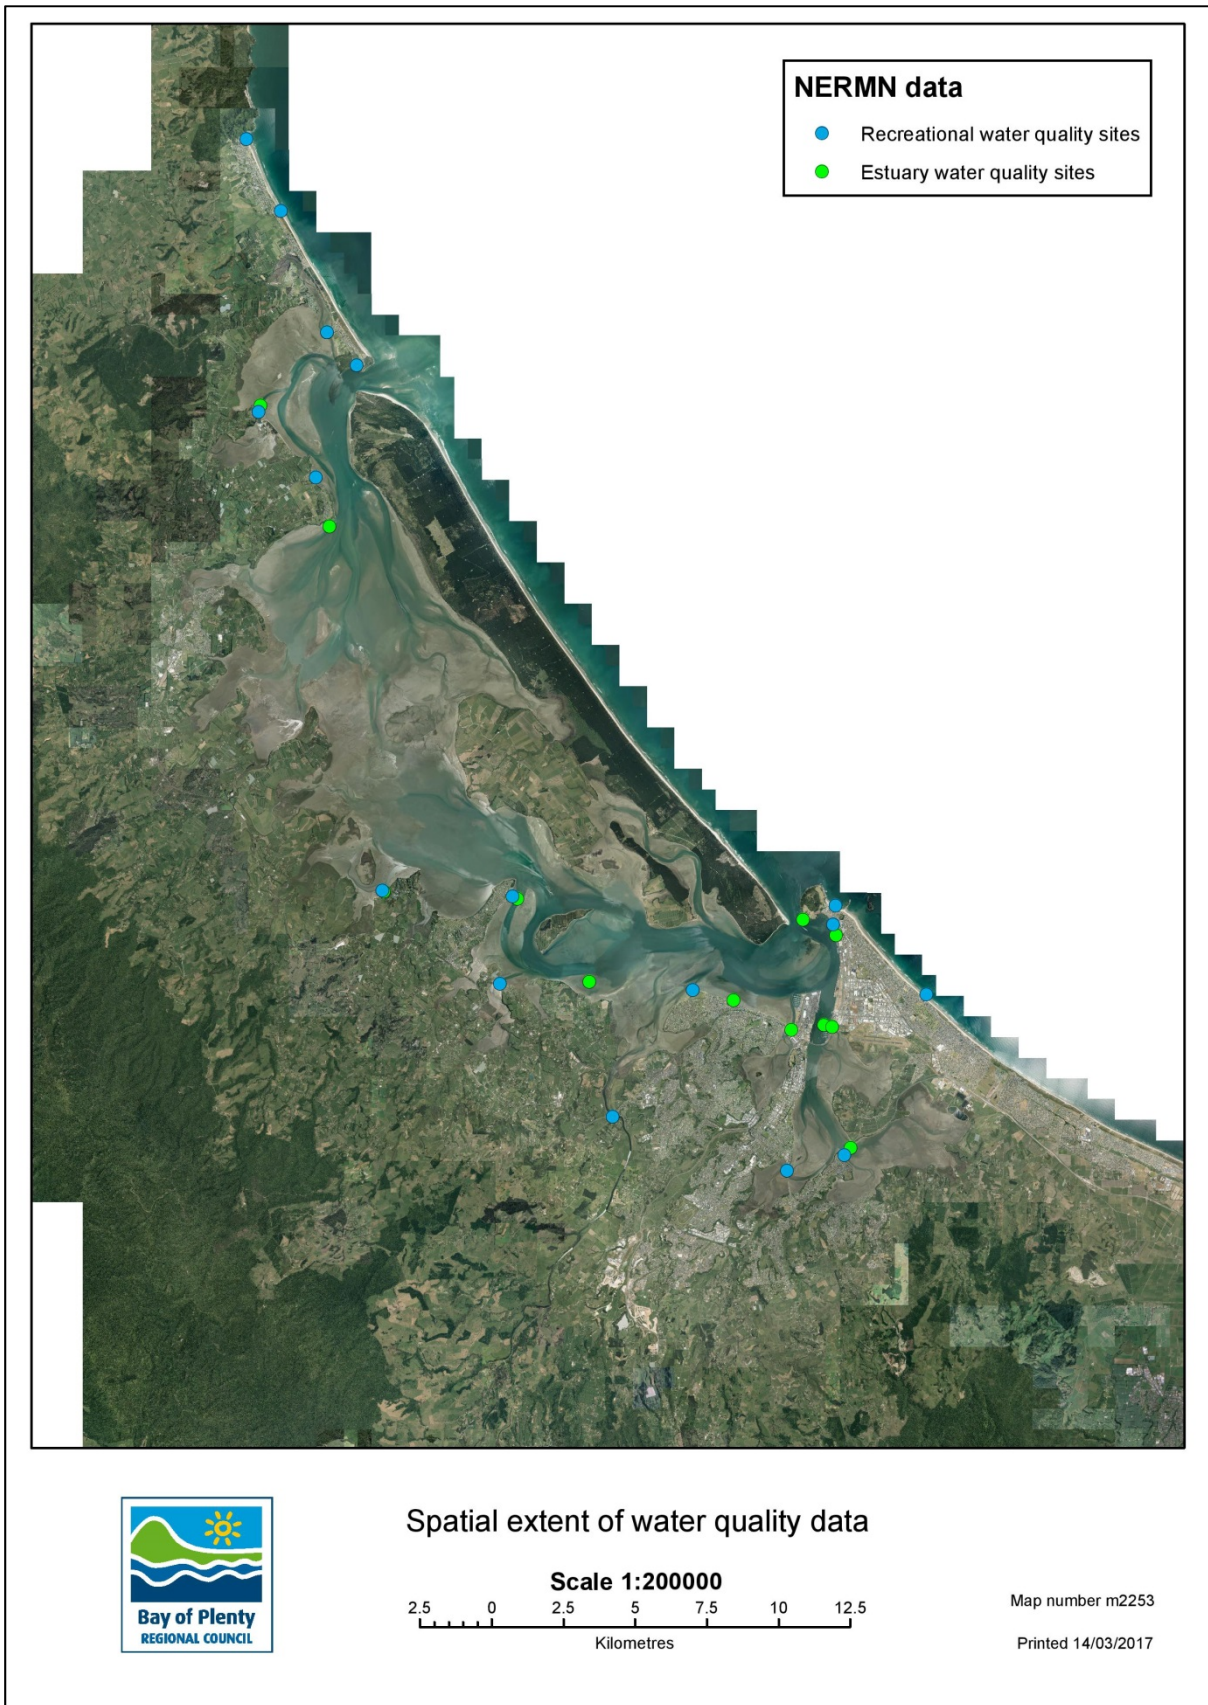 NERMN data
Recreational water quality sites
Estuary water quality sites
Spatial extent of water quality data
Scale 1:200000
2.5 0 2.5 5 7.5 10 12.5
Kilometres
Bay of Plenty
REGIONAL COUNCIL
Map number m2253
Printed 14/03/2017